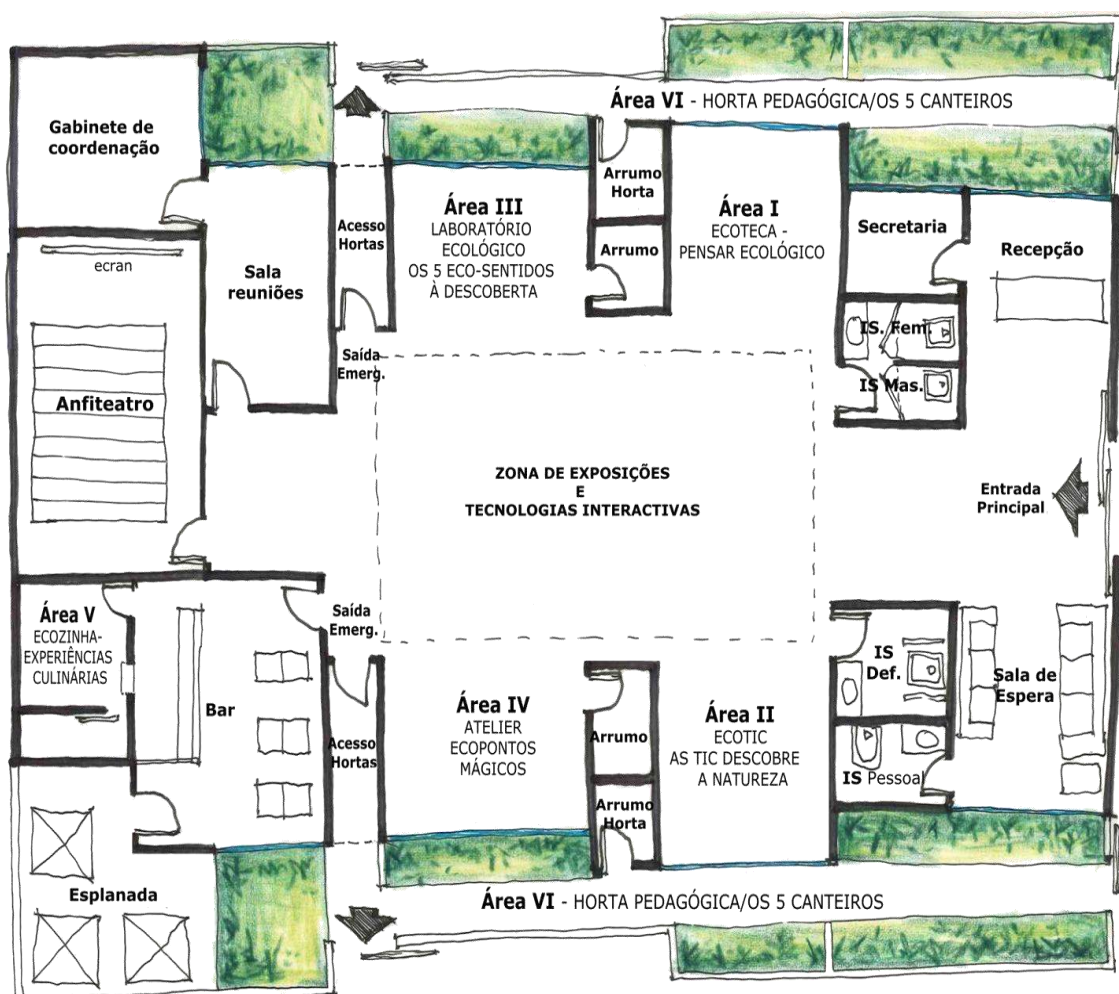 Área VI - HORTA PEDAGÓGICA/OS 5 CANTEIROS
Gabinete de
coordenação
Arrumo
Horta
Área III
LABORATÓRIO
ECOLÓGICO
OS 5 ECO-SENTIDOS
À DESCOBERTA
Área I
ECOTECA -
PENSAR ECOLÓGICO
Acesso
Hortas
Secretaria
Recepção
Arrumo
ecran
Sala
reuniões
IS. Fem.
Saída
Emerg.
IS Mas.
Anfiteatro
ZONA DE EXPOSIÇÕES
E
TECNOLOGIAS INTERACTIVAS
Entrada
Principal
Área V
ECOZINHA-
EXPERIÊNCIAS
CULINÁRIAS
Saída
Emerg.
IS
Def.
Sala de
Espera
Bar
Área IV
ATELIER
ECOPONTOS
MÁGICOS
Área II
ECOTIC
AS TIC DESCOBRE
A NATUREZA
Acesso
Hortas
Arrumo
IS Pessoal
Arrumo
Horta
Esplanada
Área VI - HORTA PEDAGÓGICA/OS 5 CANTEIROS